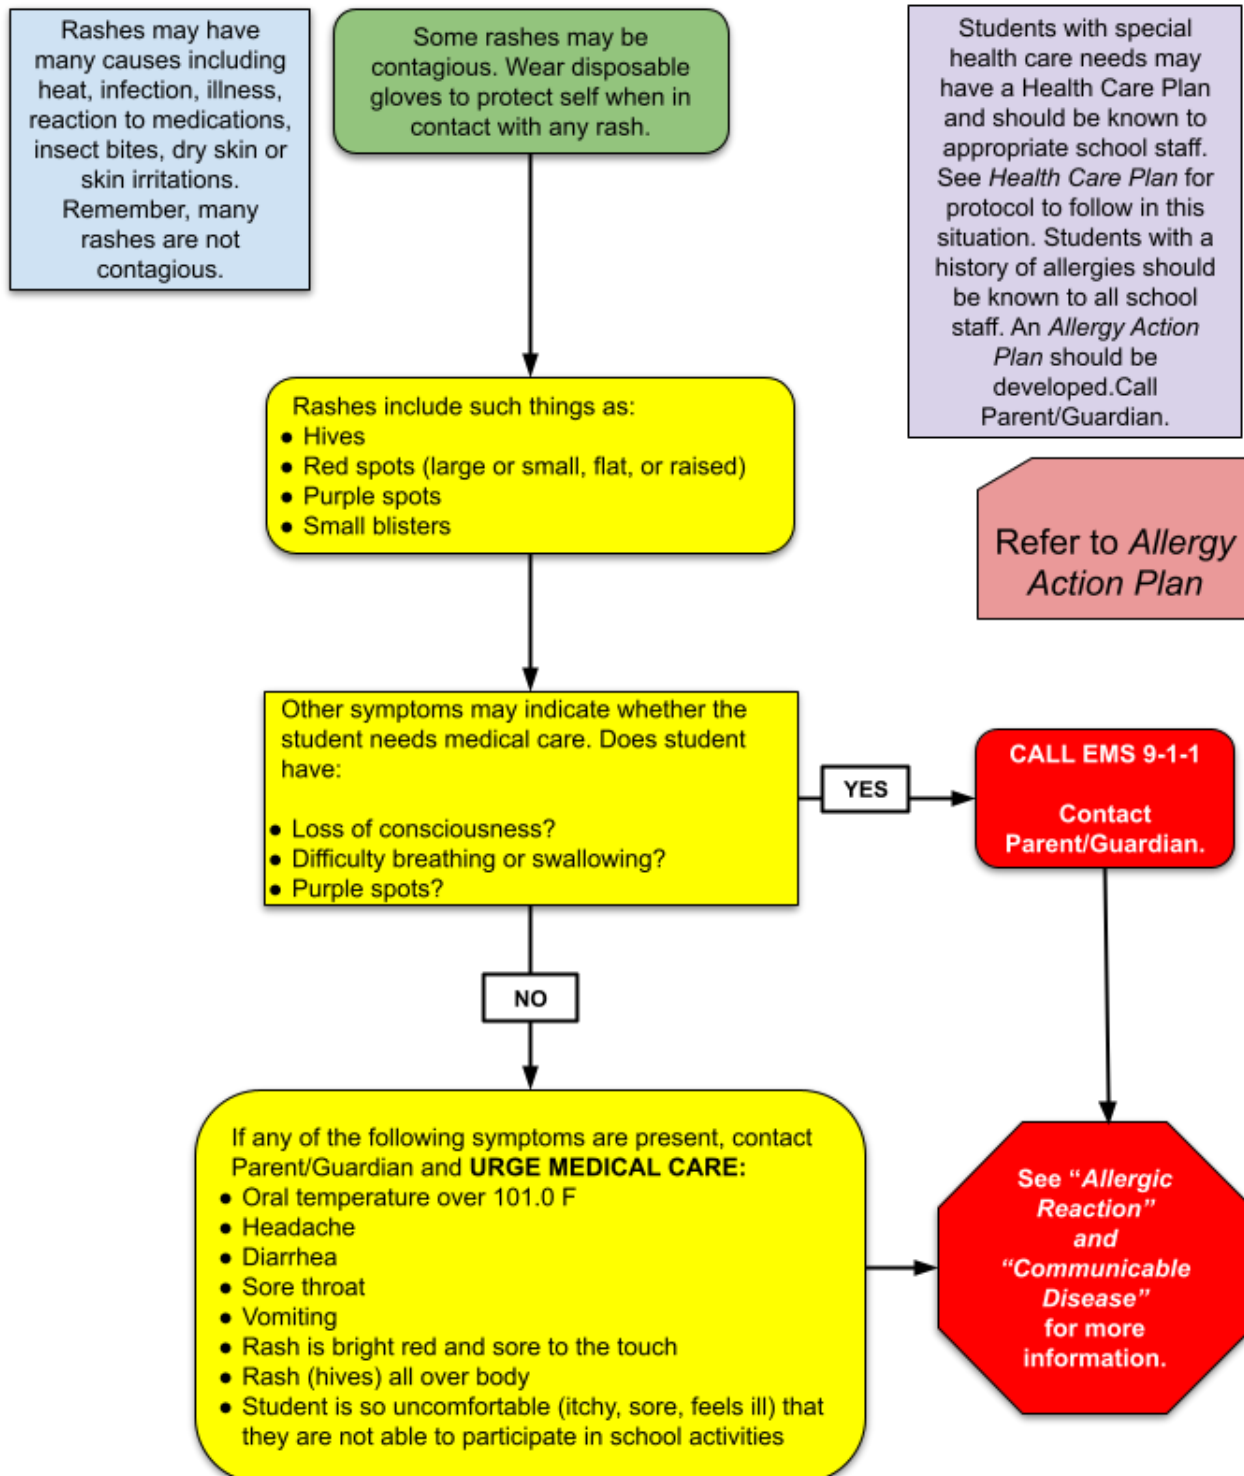 Rashes may have
many causes including
heat, infection, illness,
reaction to medications,
insect bites, dry skin or
skin irritations.
Remember, many
rashes are not
contagious.
Some rashes may be
contagious. Wear disposable
gloves to protect self when in
contact with any rash.
Students with special
health care needs may
have a Health Care Plan
and should be known to
appropriate school staff.
See Health Care Plan for
protocol to follow in this
situation. Students with a
history of allergies should
be known to all school
staff. An Allergy Action
Plan should be
developed.Call
Parent/Guardian.
Rashes include such things as:
● Hives
● Red spots (large or small, flat, or raised)
● Purple spots
● Small blisters
Refer to Allergy
Action Plan
Other symptoms may indicate whether the
student needs medical care. Does student
have:
● Loss of consciousness?
● Difficulty breathing or swallowing?
● Purple spots?
YES
CALL EMS 9-1-1
Contact
Parent/Guardian.
NO
If any of the following symptoms are present, contact
Parent/Guardian and URGE MEDICAL CARE:
● Oral temperature over 101.0 F
● Headache
● Diarrhea
● Sore throat
● Vomiting
● Rash is bright red and sore to the touch
● Rash (hives) all over body
● Student is so uncomfortable (itchy, sore, feels ill) that
they are not able to participate in school activities
See “Allergic
Reaction”
and
“Communicable
Disease”
for more
information.